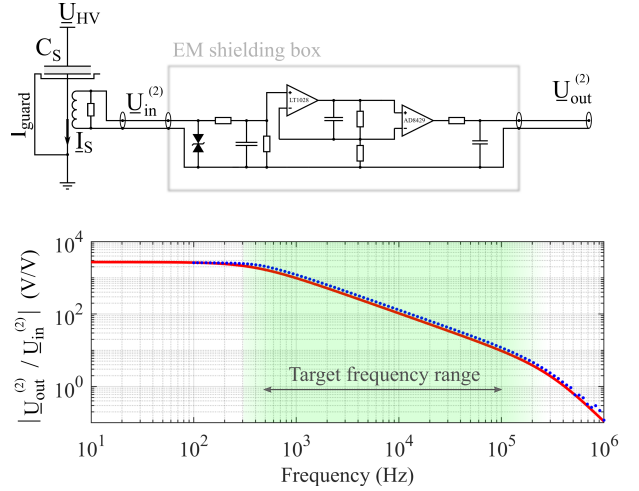 U_HV
C_S
EM shielding box
U_in^(2)
U_out^(2)
LT1028
AD8429
I_guard
I_S
+
−
+
−
|U_out^(2) / U_in^(2)| (V/V)
10^4
10^2
10^0
Target frequency range
10^1 10^2 10^3 10^4 10^5 10^6
Frequency (Hz)